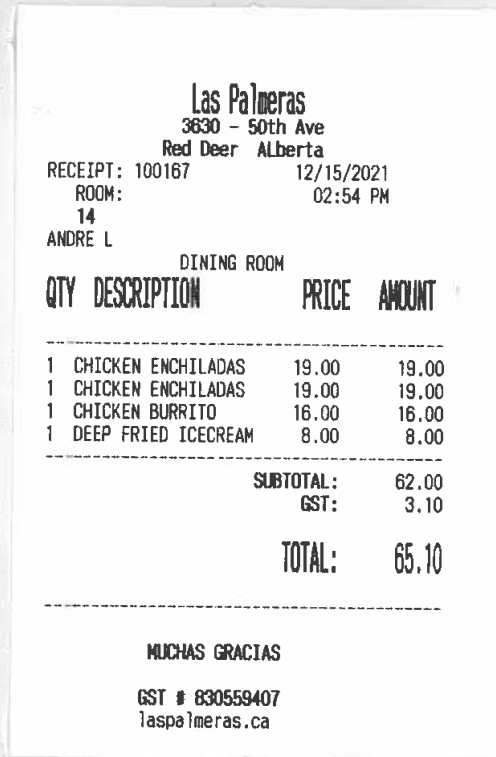 Las Palmeras
3630 - 50th Ave
Red Deer ALberta
RECEIPT: 100167 12/15/2021
ROOM: 02:54 PM
14
ANDRE L
DINING ROOM
QTY DESCRIPTION PRICE AMOUNT
1 CHICKEN ENCHILADAS 19.00 19.00
1 CHICKEN ENCHILADAS 19.00 19.00
1 CHICKEN BURRITO 16.00 16.00
1 DEEP FRIED ICECREAM 8.00 8.00
SUBTOTAL: 62.00
GST: 3.10
TOTAL: 65.10
MUCHAS GRACIAS
GST # 830559407
laspalmeras.ca